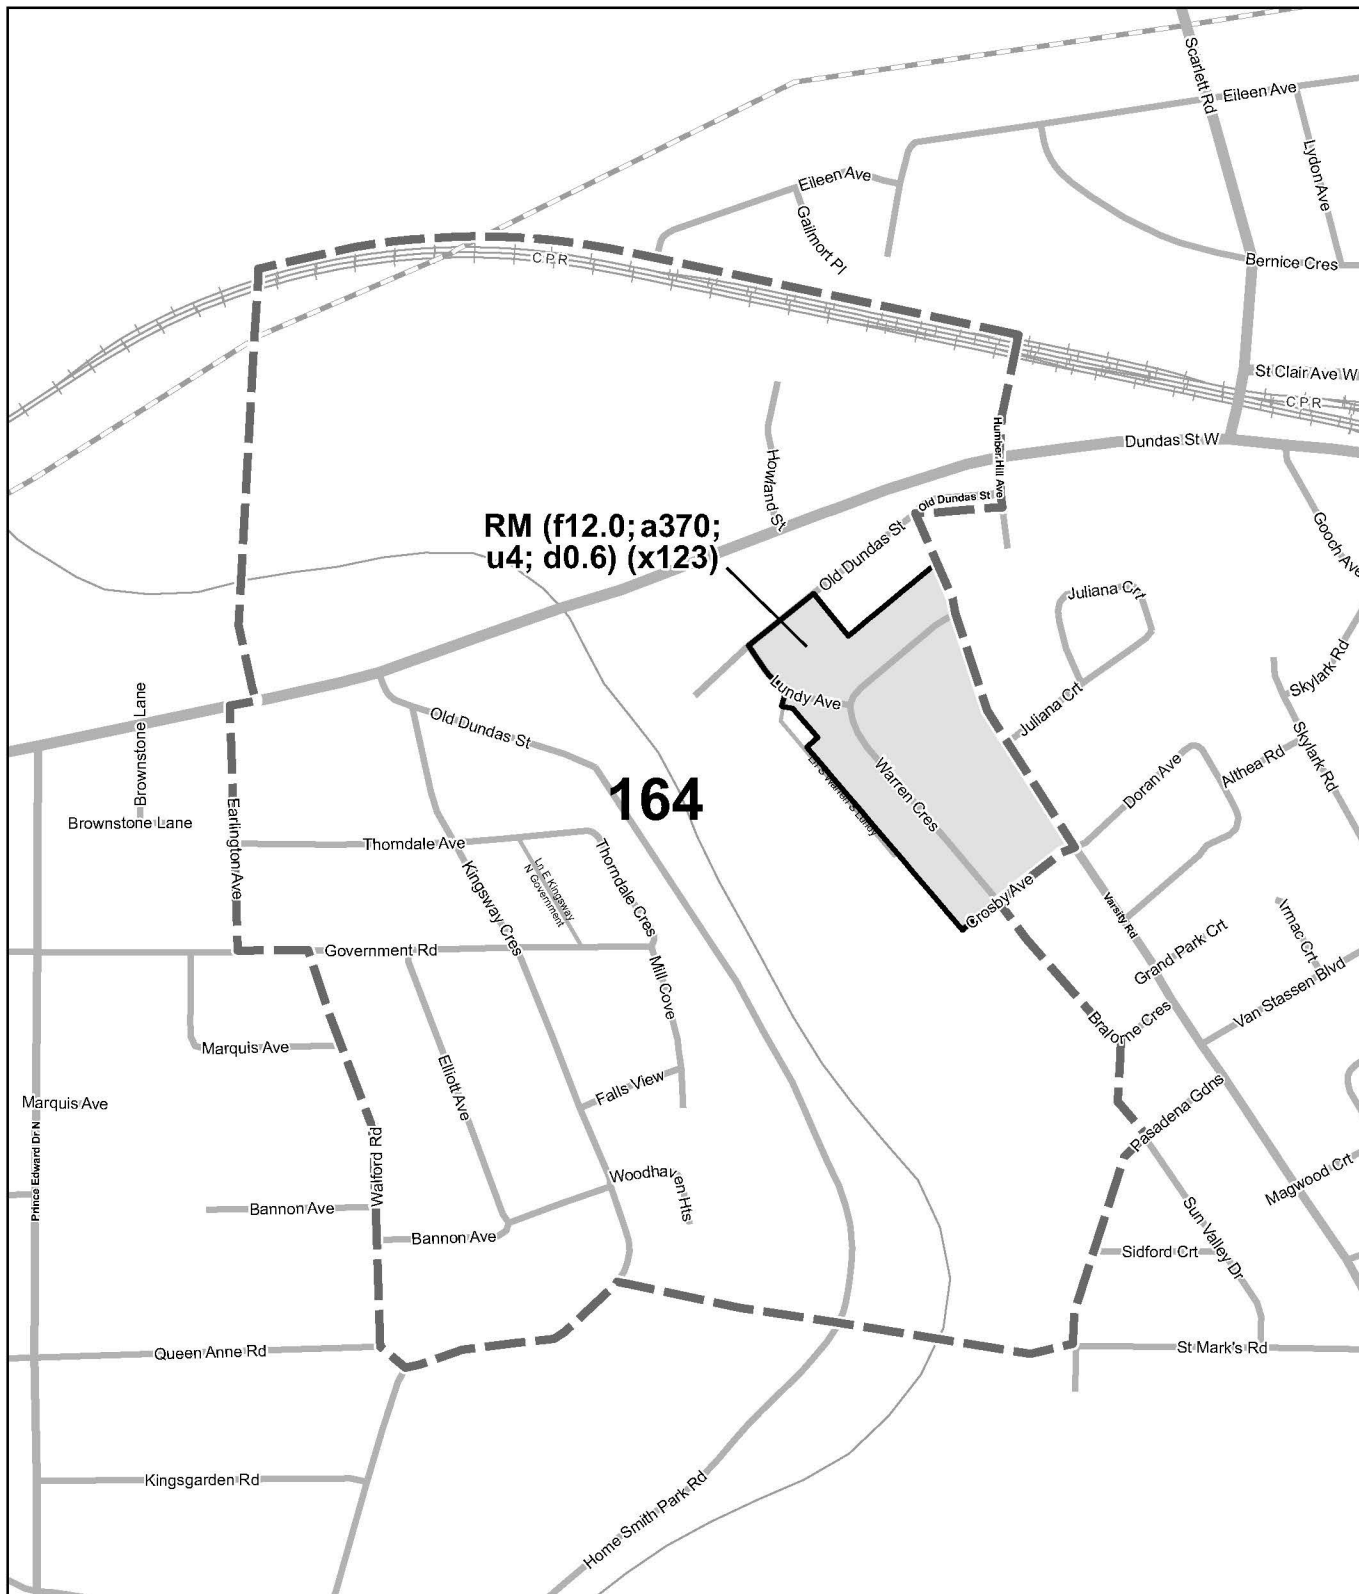 Scarlett Rd
Eileen Ave
Lydon Ave
Eileen Ave
Gailmort Pl
Bernice Cres
C P R
St Clair Ave W
C P R
Dundas St W
Humber Hill Ave
Howland St
Old Dundas St
Gooch Ave
RM (f12.0; a370;
u4; d0.6) (x123)
Old Dundas St
Juliana Crt
Skylark Rd
Lundy Ave
Juliana Crt
Brownstone Lane
Old Dundas St
Skylark Rd
Althea Rd
Doran Ave
164
Warren Cres
Ln S Warren S Lundy
Brownstone Lane
Earlington Ave
Thorndale Ave
Thorndale Cres
Ln E Kingsway
N Government
Kingsway Cres
Crosby Ave
Varsity Rd
Irmac Crt
Government Rd
Grand Park Crt
Mill Cove
Van Stassen Blvd
Bralorne Cres
Marquis Ave
Elliott Ave
Falls View
Marquis Ave
Pasadena Gdns
Prince Edward Dr N
Walford Rd
Woodhaven Hts
Magwood Crt
Bannon Ave
Bannon Ave
Sun Valley Dr
Sidford Crt
Queen Anne Rd
St Mark's Rd
Kingsgarden Rd
Home Smith Park Rd